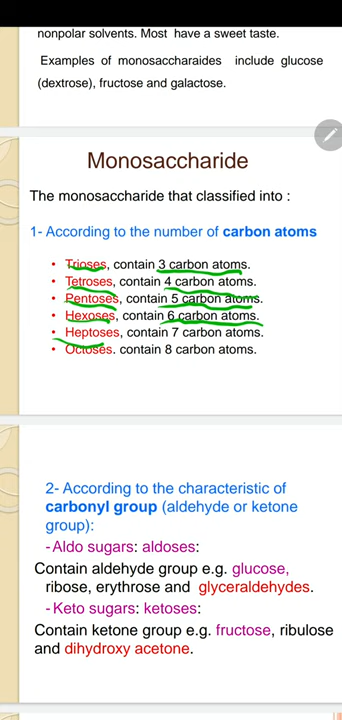 nonpolar solvents. Most have a sweet taste.
Examples of monosaccharaides include glucose
(dextrose), fructose and galactose.
Monosaccharide
The monosaccharide that classified into :
1- According to the number of carbon atoms
• Trioses, contain 3 carbon atoms.
• Tetroses, contain 4 carbon atoms.
• Pentoses, contain 5 carbon atoms.
• Hexoses, contain 6 carbon atoms.
• Heptoses, contain 7 carbon atoms.
• Octoses. contain 8 carbon atoms.
2- According to the characteristic of
carbonyl group (aldehyde or ketone
group):
- Aldo sugars: aldoses:
Contain aldehyde group e.g. glucose,
ribose, erythrose and glyceraldehydes.
- Keto sugars: ketoses:
Contain ketone group e.g. fructose, ribulose
and dihydroxy acetone.